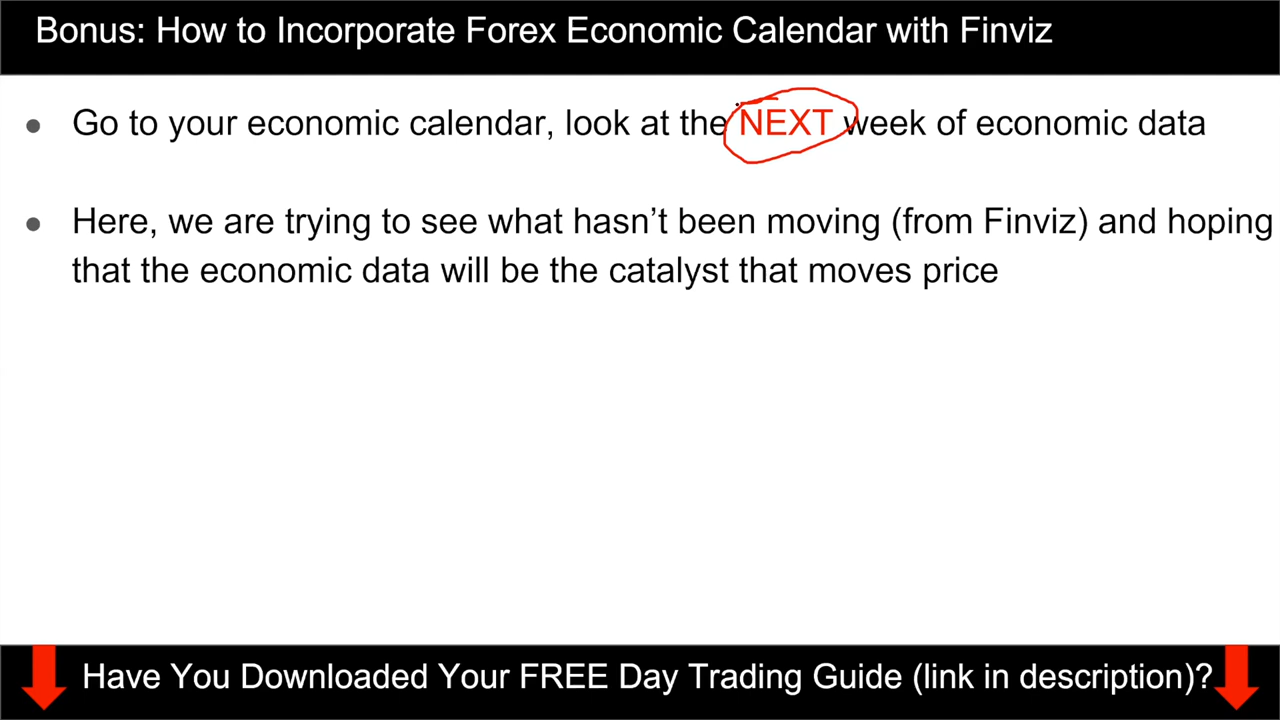 Bonus: How to Incorporate Forex Economic Calendar with Finviz
● Go to your economic calendar, look at the NEXT week of economic data
● Here, we are trying to see what hasn't been moving (from Finviz) and hoping
that the economic data will be the catalyst that moves price
Have You Downloaded Your FREE Day Trading Guide (link in description)?